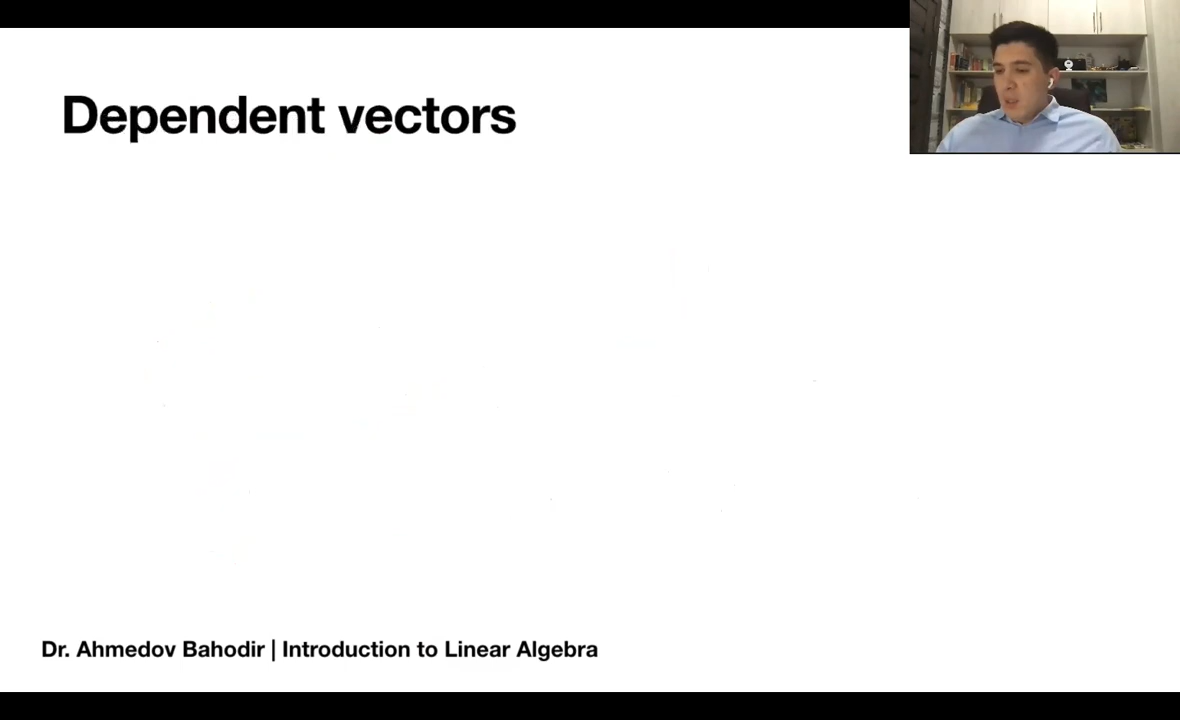 Dependent vectors
Dr. Ahmedov Bahodir | Introduction to Linear Algebra